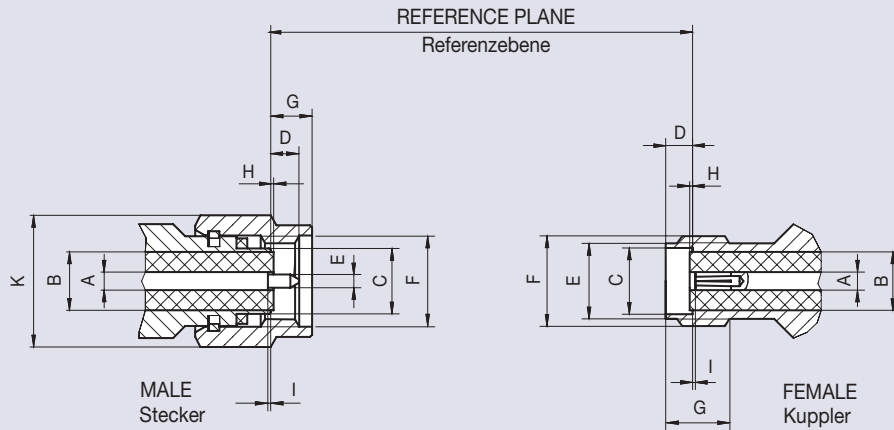 REFERENCE PLANE
Referenzebene
G
D
D
H
H
K
B
A
E
C
F
F
E
C
A
B
I
I
MALE
Stecker
G
FEMALE
Kuppler